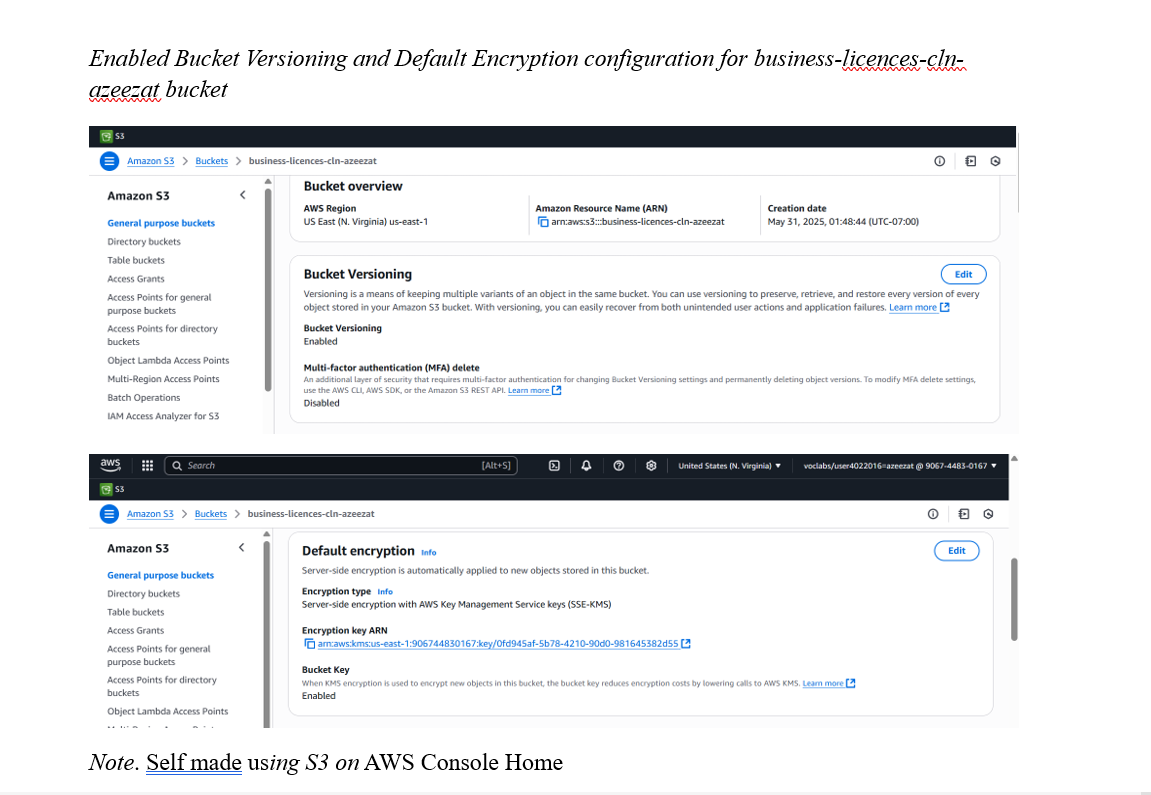 Enabled Bucket Versioning and Default Encryption configuration for business-licences-cln-
azeezat bucket
S3
Amazon S3 > Buckets > business-licences-cln-azeezat
Amazon S3
General purpose buckets
Directory buckets
Table buckets
Access Grants
Access Points for general
purpose buckets
Access Points for directory
buckets
Object Lambda Access Points
Multi-Region Access Points
Batch Operations
IAM Access Analyzer for S3
Bucket overview
AWS Region
US East (N. Virginia) us-east-1
Amazon Resource Name (ARN)
arn:aws:s3:::business-licences-cln-azeezat
Creation date
May 31, 2025, 01:48:44 (UTC-07:00)
Bucket Versioning
Edit
Versioning is a means of keeping multiple variants of an object in the same bucket. You can use versioning to preserve, retrieve, and restore every version of every
object stored in your Amazon S3 bucket. With versioning, you can easily recover from both unintended user actions and application failures. Learn more
Bucket Versioning
Enabled
Multi-factor authentication (MFA) delete
An additional layer of security that requires multi-factor authentication for changing Bucket Versioning settings and permanently deleting object versions. To modify MFA delete settings,
use the AWS CLI, AWS SDK, or the Amazon S3 REST API. Learn more
Disabled
aws
Search [Alt+S]
United States (N. Virginia)
voclabs/user4022016=azeezat @ 9067-4483-0167
S3
Amazon S3 > Buckets > business-licences-cln-azeezat
Amazon S3
General purpose buckets
Directory buckets
Table buckets
Access Grants
Access Points for general
purpose buckets
Access Points for directory
buckets
Object Lambda Access Points
Default encryption Info
Edit
Server-side encryption is automatically applied to new objects stored in this bucket.
Encryption type Info
Server-side encryption with AWS Key Management Service keys (SSE-KMS)
Encryption key ARN
arn:aws:kms:us-east-1:906744830167:key/0fd945af-5b78-4210-90d0-981645382d55
Bucket Key
When KMS encryption is used to encrypt new objects in this bucket, the bucket key reduces encryption costs by lowering calls to AWS KMS. Learn more
Enabled
Note. Self made using S3 on AWS Console Home